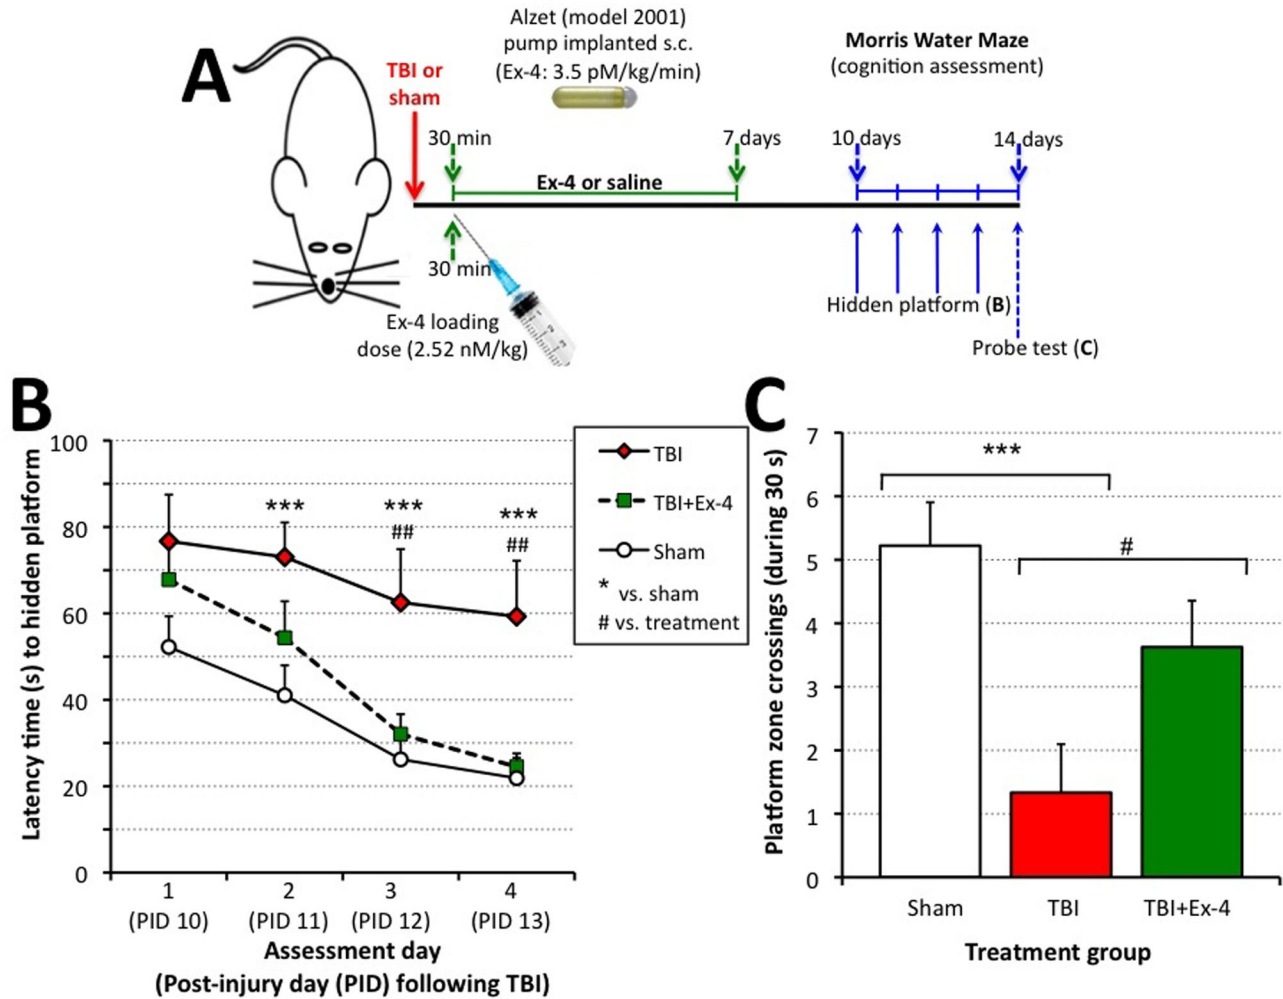 A
Alzet (model 2001)
pump implanted s.c.
(Ex-4: 3.5 pM/kg/min)
Morris Water Maze
(cognition assessment)
TBI or
sham
30 min
7 days
10 days
14 days
Ex-4 or saline
30 min
Ex-4 loading
dose (2.52 nM/kg)
Hidden platform (B)
Probe test (C)
B
Latency time (s) to hidden platform
100
80
60
40
20
0
***
***
##
***
##
TBI
TBI+Ex-4
Sham
* vs. sham
# vs. treatment
1
(PID 10)
2
(PID 11)
3
(PID 12)
4
(PID 13)
Assessment day
(Post-injury day (PID) following TBI)
C
Platform zone crossings (during 30 s)
7
6
5
4
3
2
1
0
***
#
Sham
TBI
TBI+Ex-4
Treatment group